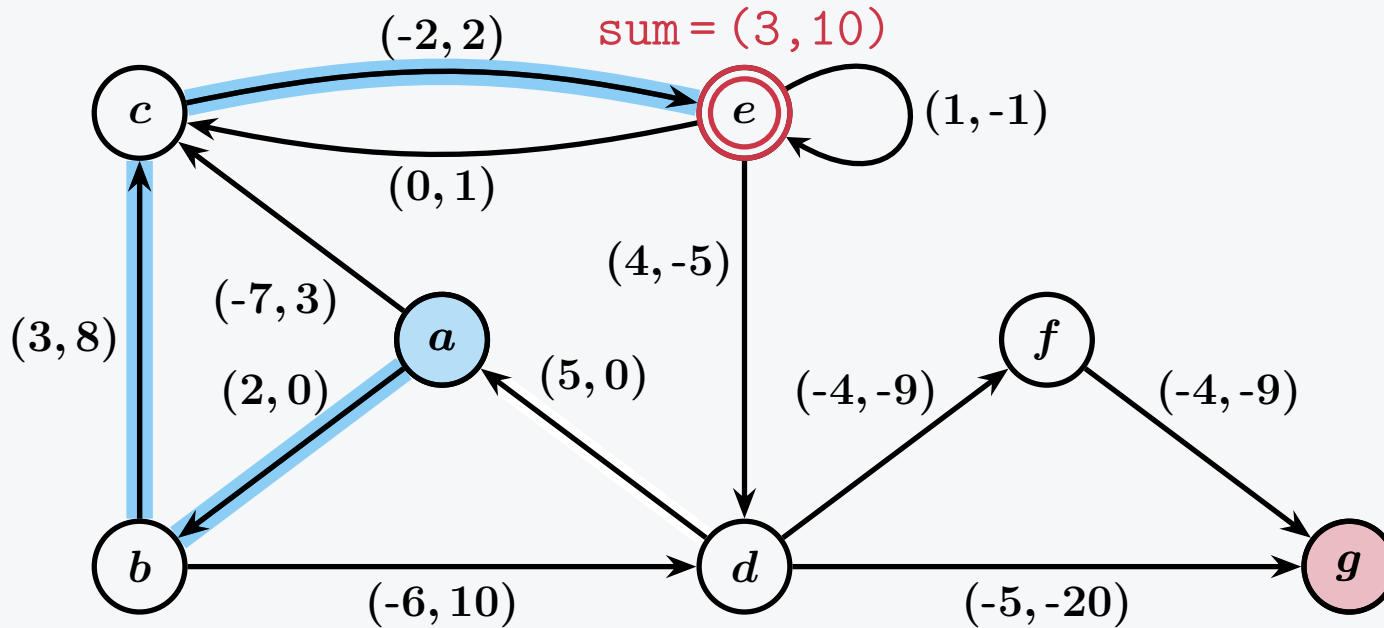 sum = (3,10)
(-2, 2)
c
e
(1, -1)
(0, 1)
(4, -5)
(-7, 3)
(3, 8)
a
f
(2, 0)
(5, 0)
(-4, -9)
(-4, -9)
b
d
g
(-6, 10)
(-5, -20)